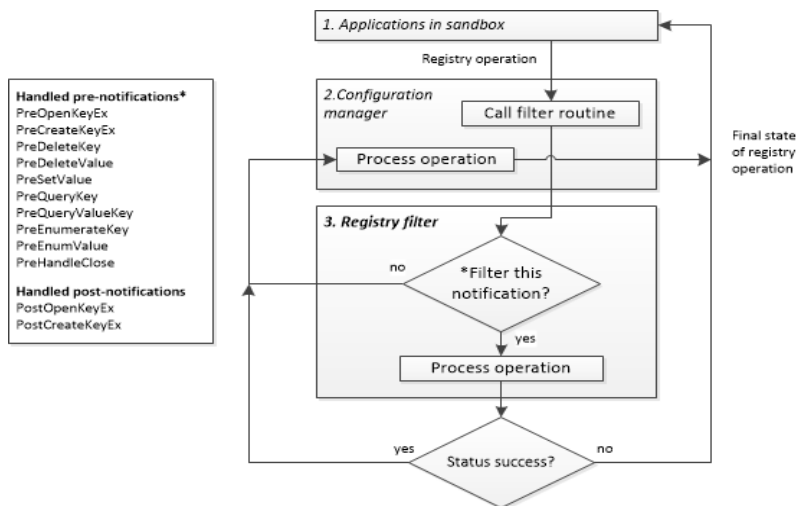 1. Applications in sandbox
Registry operation
Handled pre-notifications*
PreOpenKeyEx
PreCreateKeyEx
PreDeleteKey
PreDeleteValue
PreSetValue
PreQueryKey
PreQueryValueKey
PreEnumerateKey
PreEnumValue
PreHandleClose
Handled post-notifications
PostOpenKeyEx
PostCreateKeyEx
2.Configuration
manager
Call filter routine
Process operation
Final state
of registry
operation
3. Registry filter
no
*Filter this
notification?
yes
Process operation
yes
Status success?
no